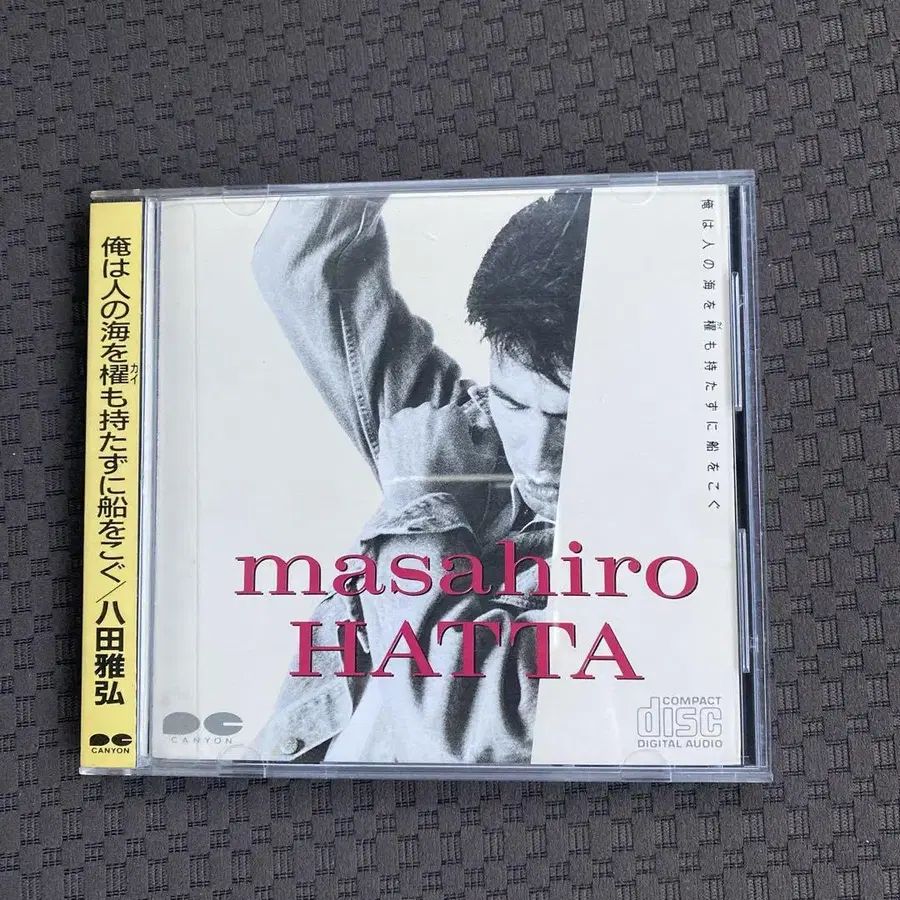 俺は人の海を櫂も持たずに船をこぐ/八田雅弘
カイ
CANYON
俺は人の海を櫂も持たずに船をこぐ
masahiro
HATTA
PC
CANYON
COMPACT
disc
DIGITAL AUDIO